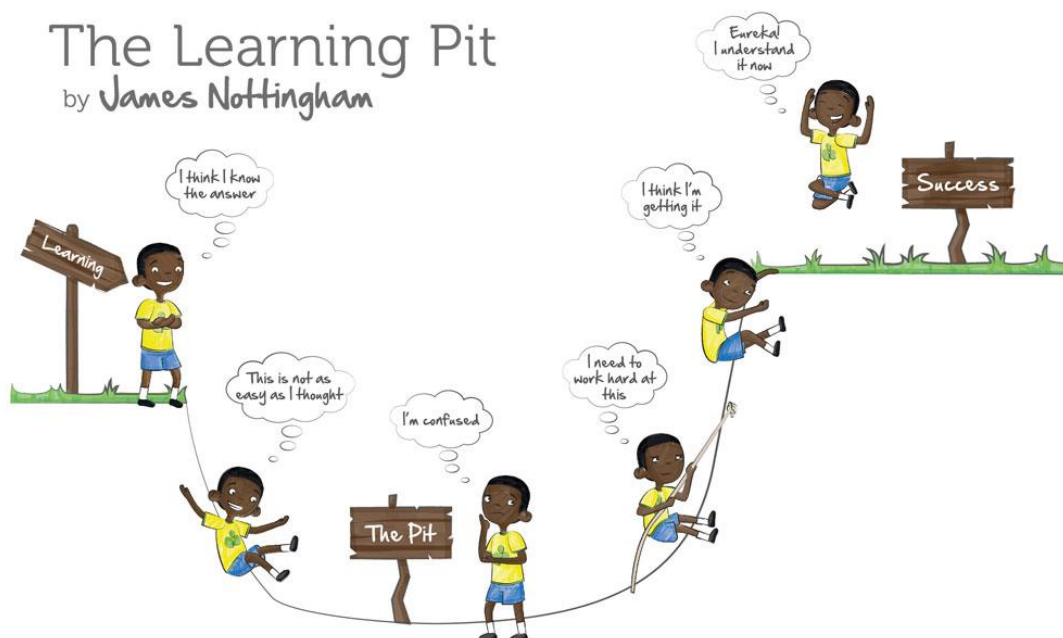 The Learning Pit
by James Nottingham
Learning
I think I know
the answer
This is not as
easy as I thought
The Pit
I'm confused
I need to
work hard at
this
I think I'm
getting it
Eureka!
I understand
it now
Success